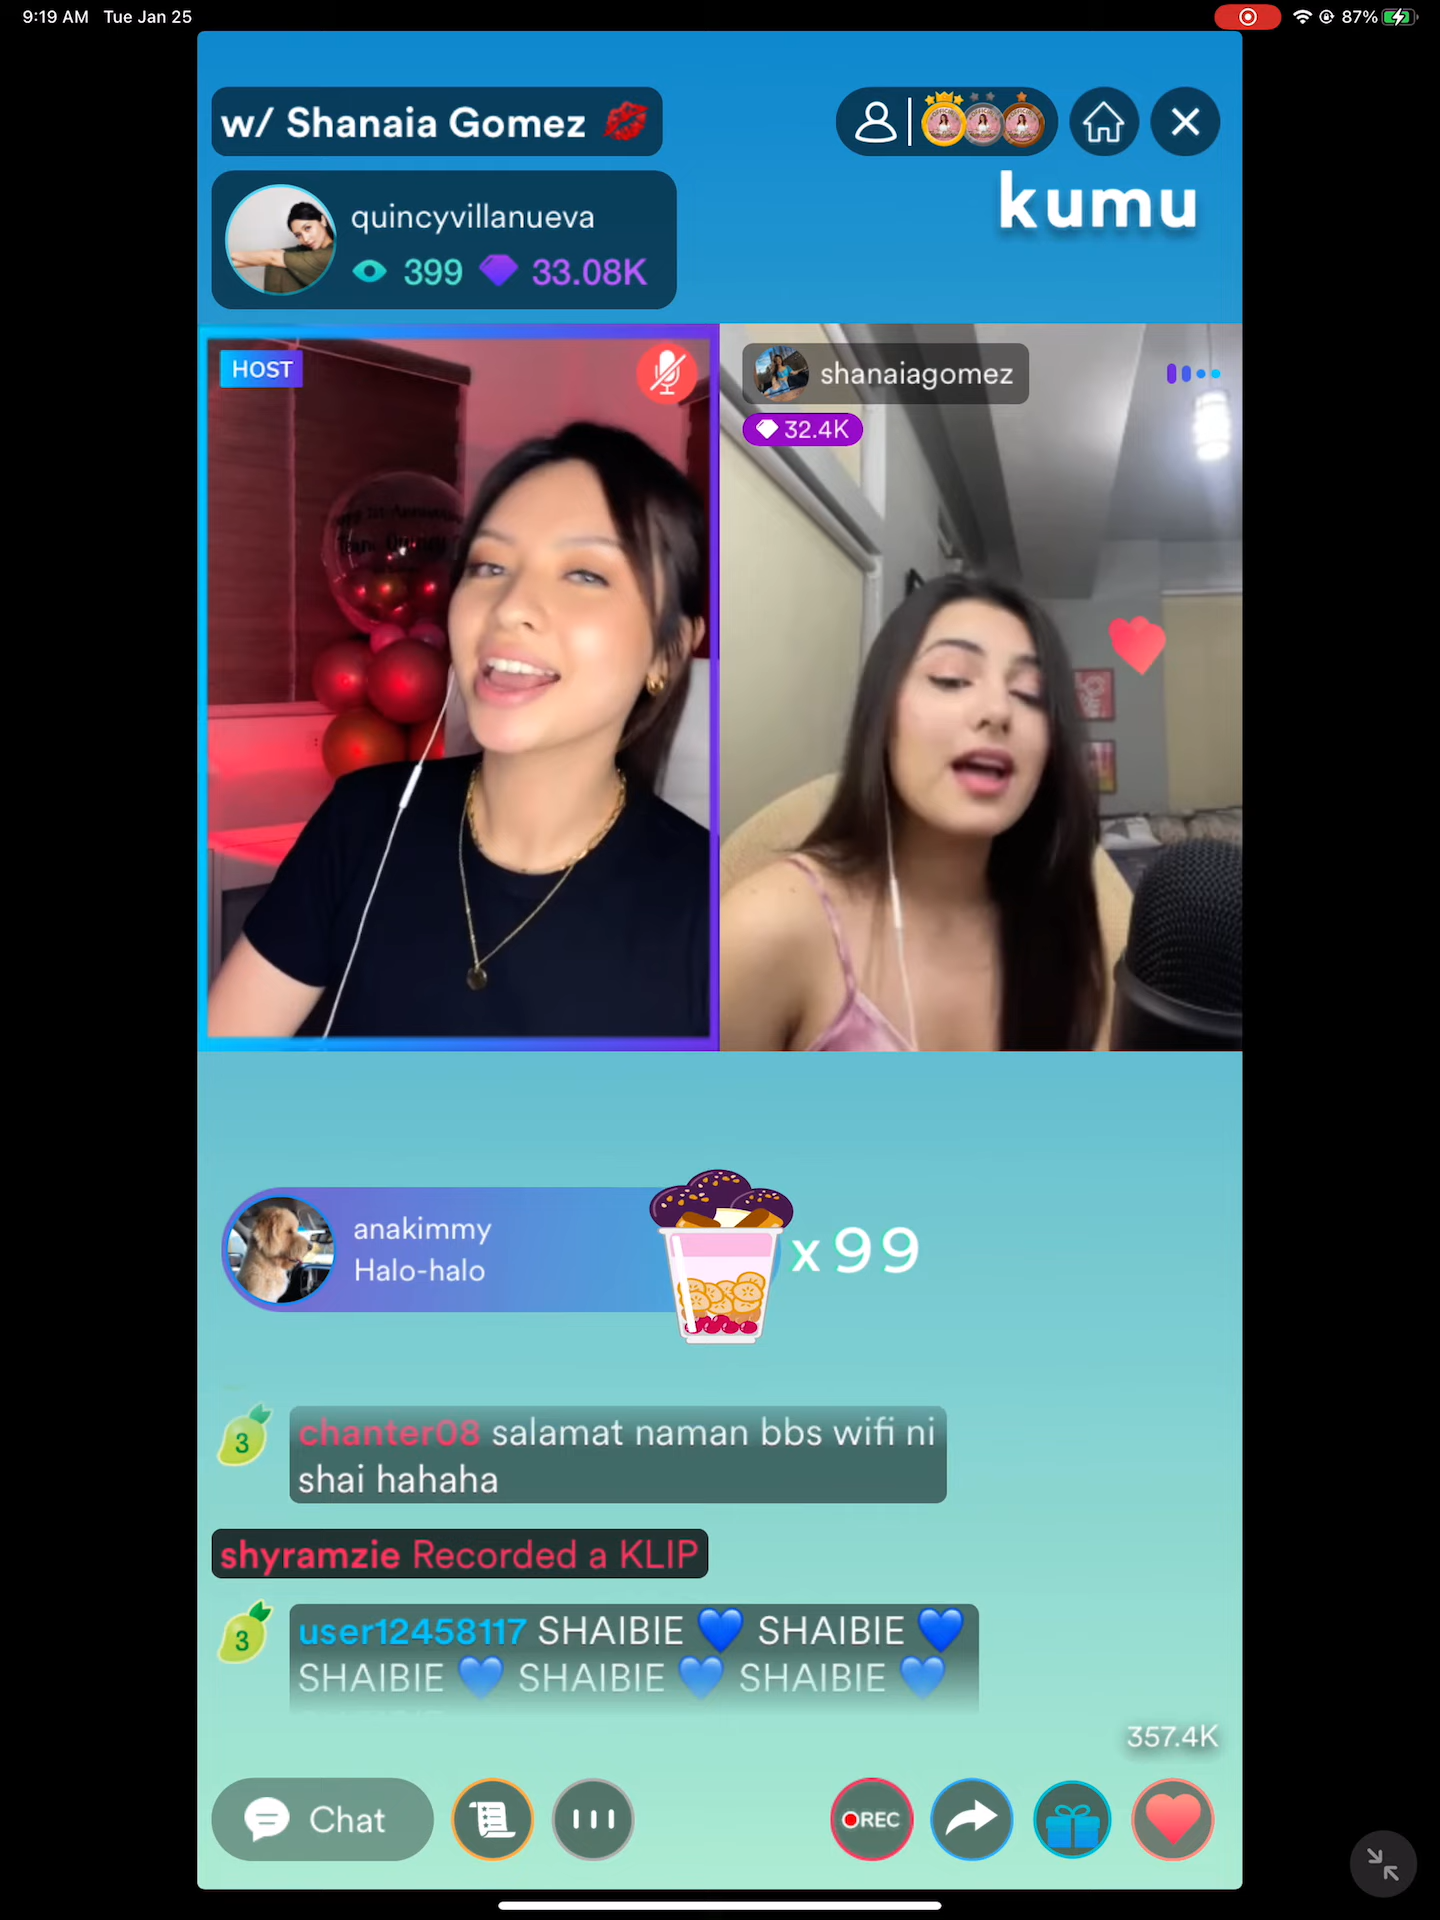 9:19 AM Tue Jan 25
87%
w/ Shanaia Gomez 💋
kumu
quincyvillanueva
399 33.08K
HOST
shanaiagomez
32.4K
Team Quincy
anakimmy
Halo-halo
x99
3
chanter08 salamat naman bbs wifi ni
shai hahaha
shyramzie Recorded a KLIP
3
user12458117 SHAIBIE 💙 SHAIBIE 💙
SHAIBIE 💙 SHAIBIE 💙 SHAIBIE 💙
357.4K
Chat
REC